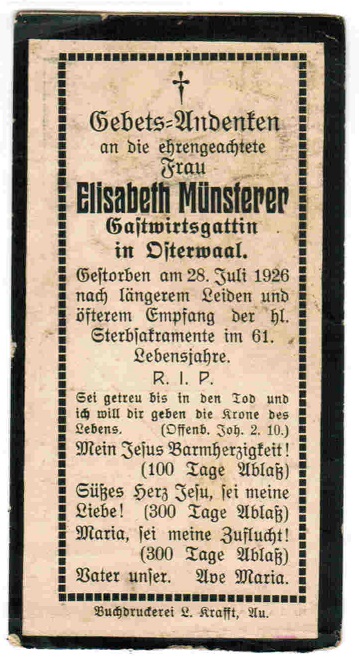 Gebets=Andenken
an die ehrengeachtete
Frau
Elisabeth Münsterer
Gastwirtsgattin
in Osterwaal.
Gestorben am 28. Juli 1926
nach längerem Leiden und
öfterem Empfang der hl.
Sterbsakramente im 61.
Lebensjahre.
R. I. P.
Sei getreu bis in den Tod und
ich will dir geben die Krone des
Lebens. (Offenb. Joh. 2. 10.)
Mein Jesus Barmherzigkeit!
(100 Tage Ablaß)
Süßes Herz Jesu, sei meine
Liebe! (300 Tage Ablaß)
Maria, sei meine Zuflucht!
(300 Tage Ablaß)
Vater unser. Ave Maria.
Buchdruckerei L. Krafft, Au.